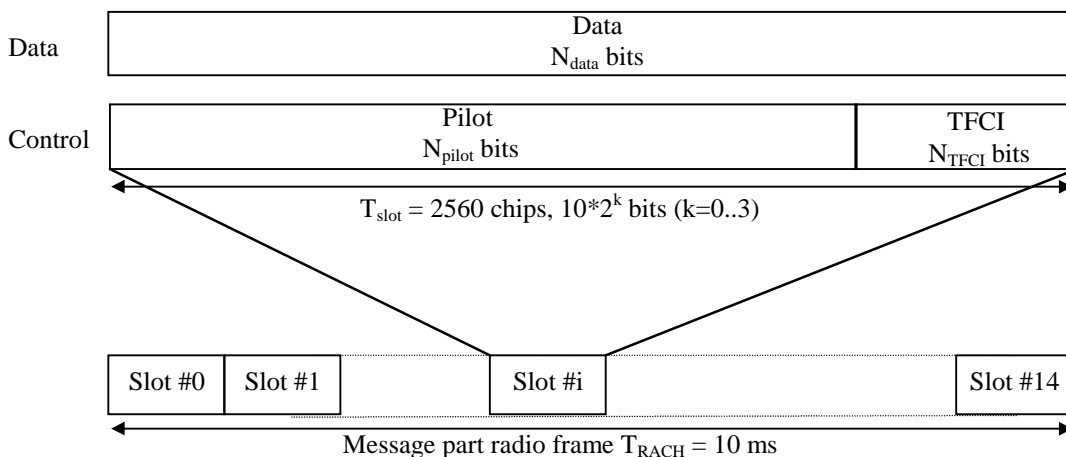 Data
Data
N_data bits
Control
Pilot
N_pilot bits
TFCI
N_TFCI bits
T_slot = 2560 chips, 10*2^k bits (k=0..3)
Slot #0 Slot #1 Slot #i Slot #14
Message part radio frame T_RACH = 10 ms